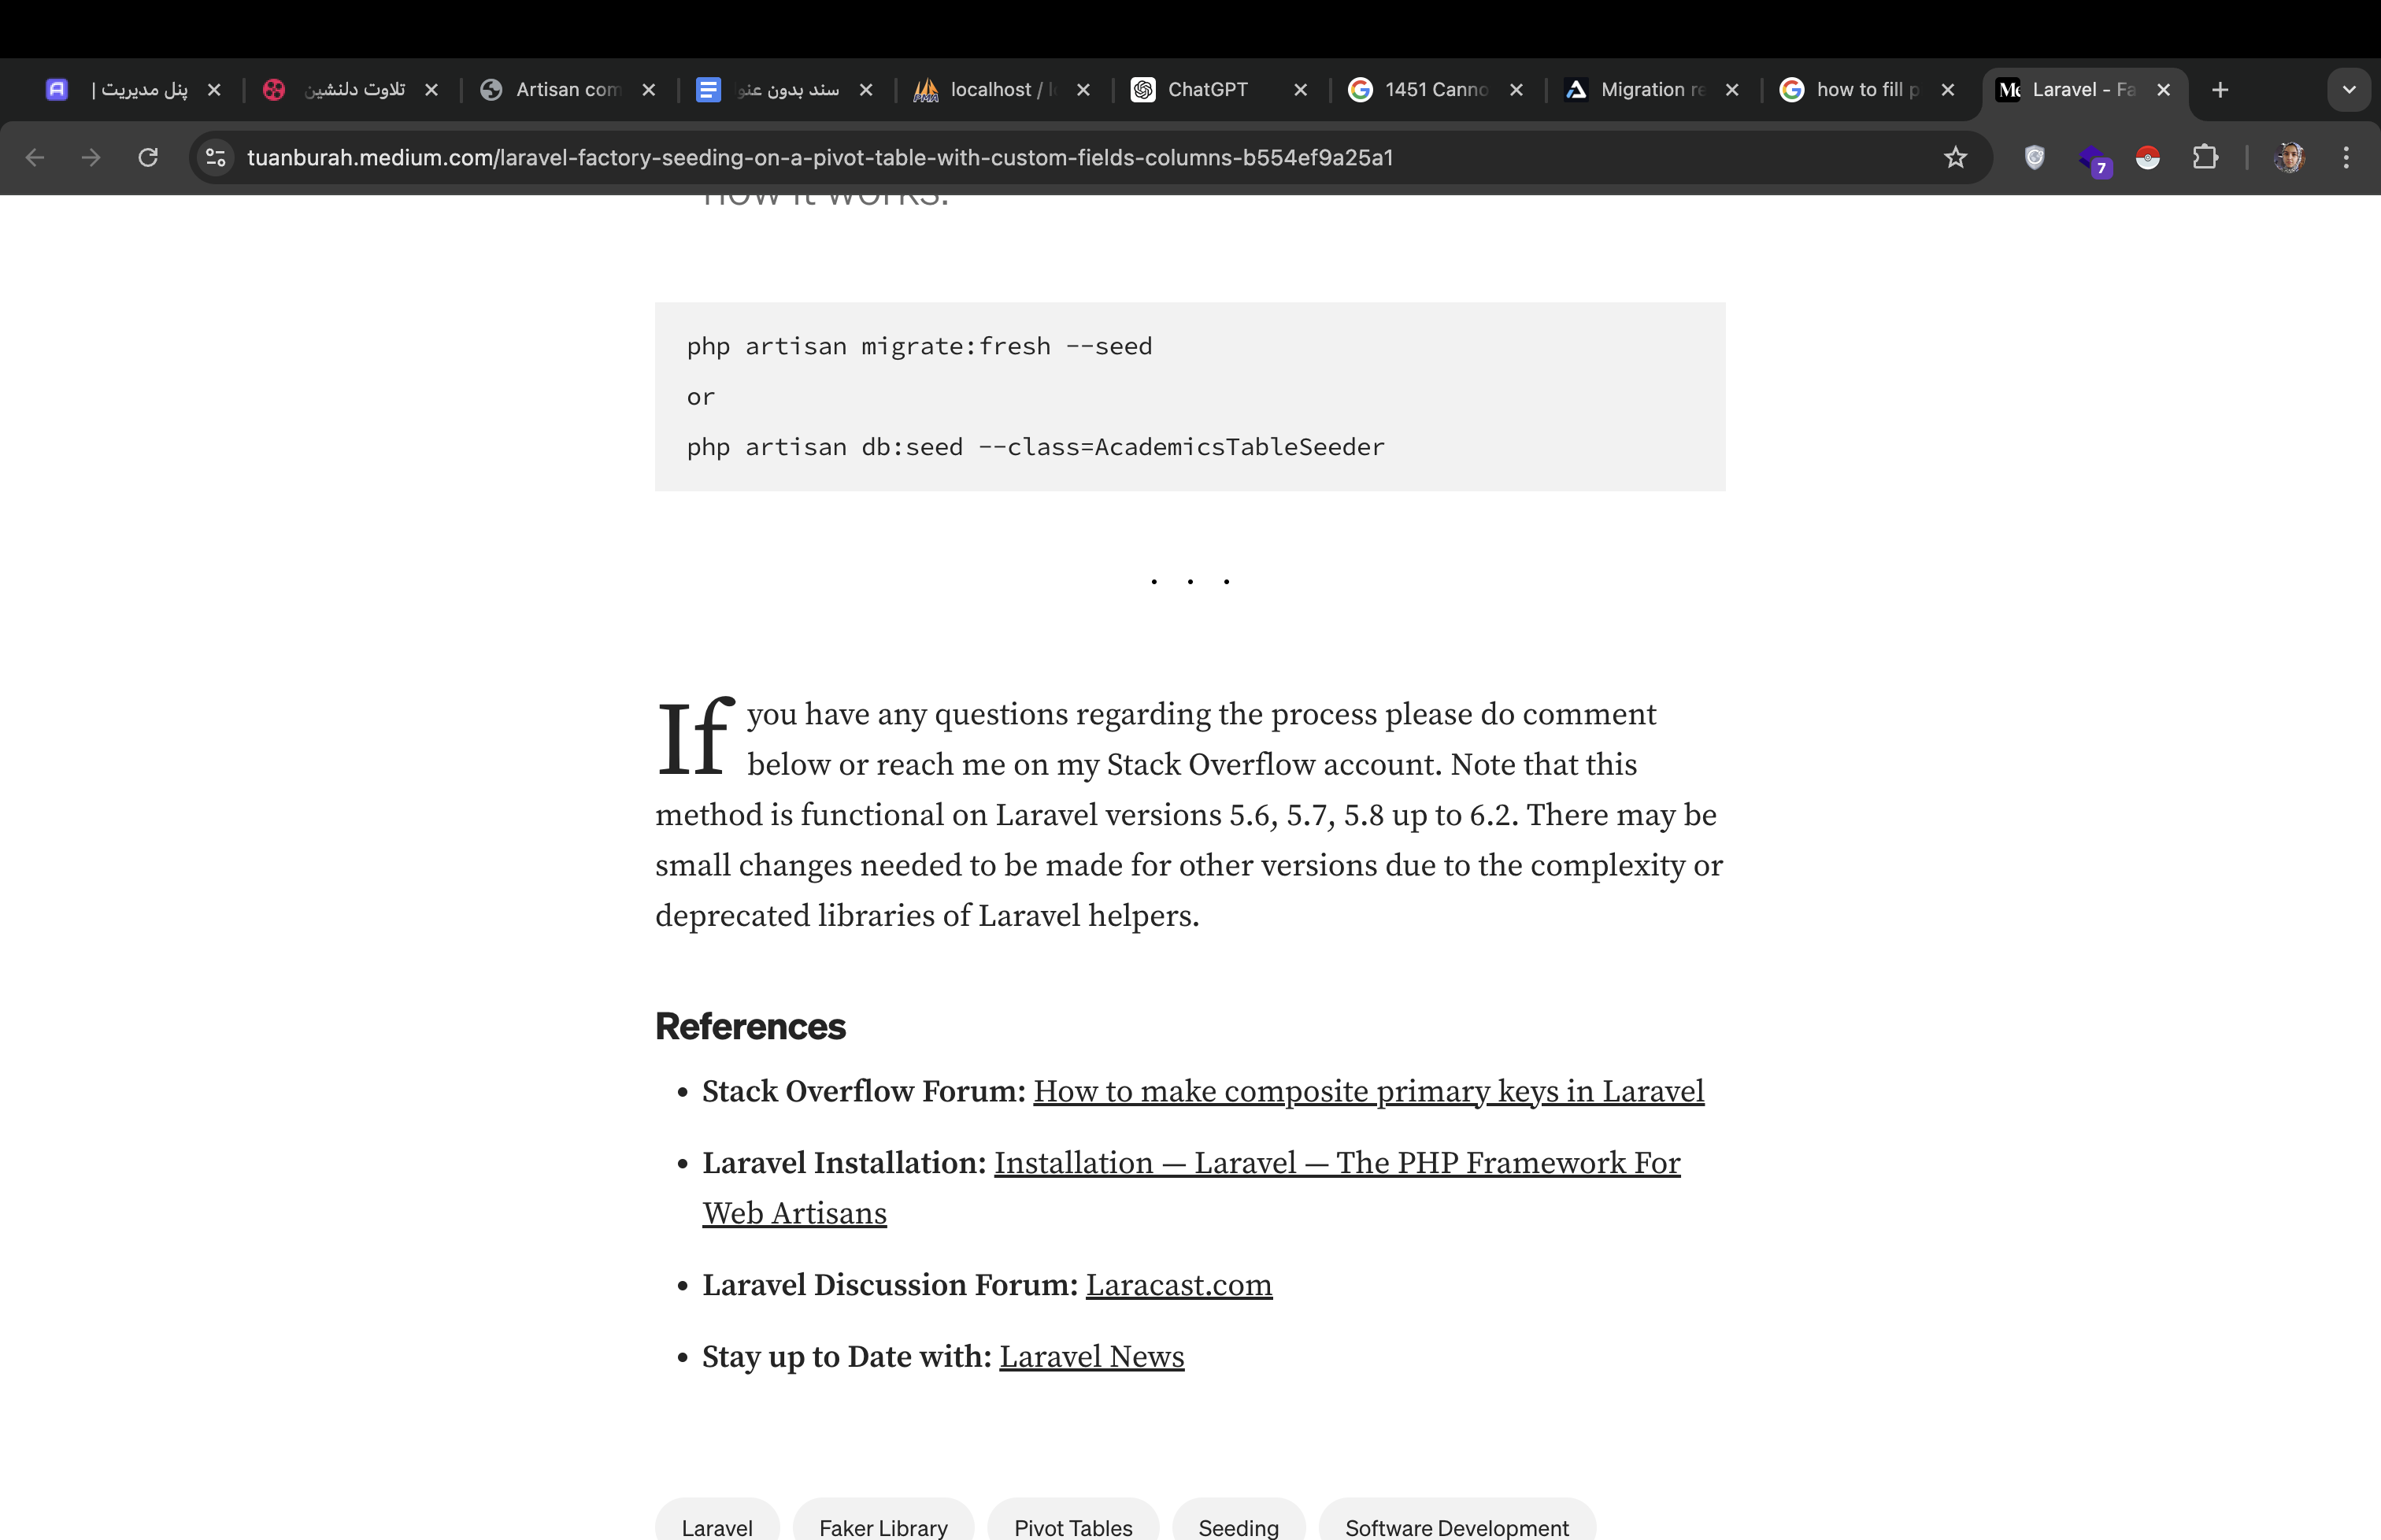 پنل مدیریت |
تلاوت دلنشین
Artisan com
سند بدون عنو
localhost / l
ChatGPT
1451 Canno
Migration re
how to fill p
Laravel - Fa
tuanburah.medium.com/laravel-factory-seeding-on-a-pivot-table-with-custom-fields-columns-b554ef9a25a1
7
how it works.
php artisan migrate:fresh --seed
or
php artisan db:seed --class=AcademicsTableSeeder
. . .
If you have any questions regarding the process please do comment
below or reach me on my Stack Overflow account. Note that this
method is functional on Laravel versions 5.6, 5.7, 5.8 up to 6.2. There may be
small changes needed to be made for other versions due to the complexity or
deprecated libraries of Laravel helpers.
References
• Stack Overflow Forum: How to make composite primary keys in Laravel
• Laravel Installation: Installation — Laravel — The PHP Framework For
Web Artisans
• Laravel Discussion Forum: Laracast.com
• Stay up to Date with: Laravel News
Laravel
Faker Library
Pivot Tables
Seeding
Software Development